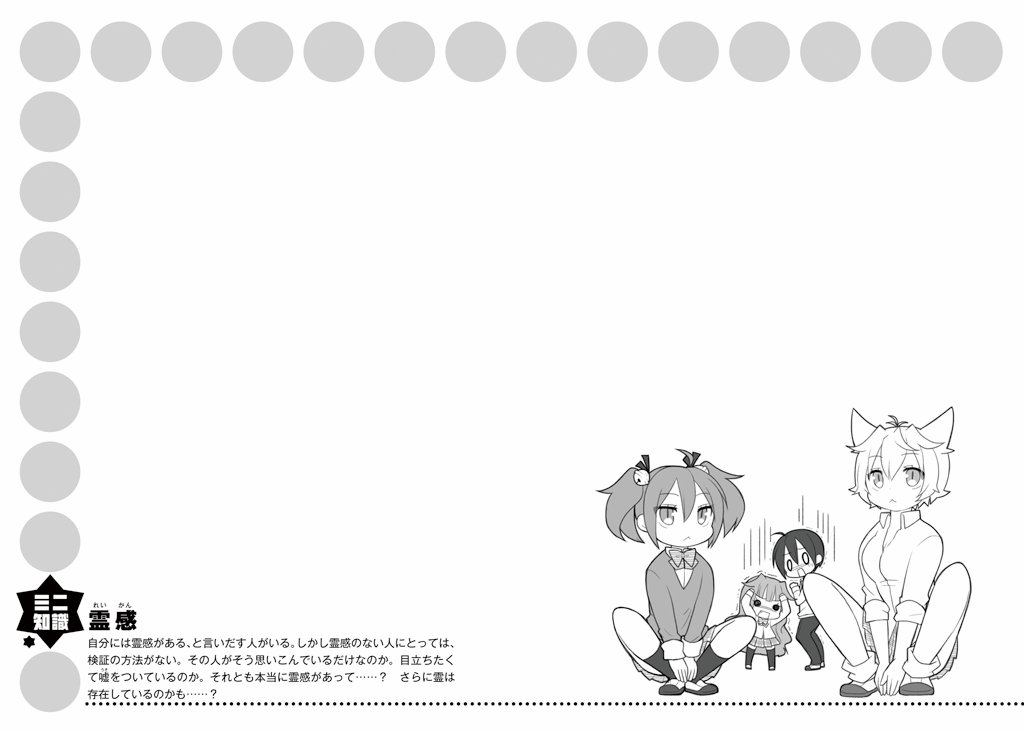 ミニ
知識
れい かん
霊感
自分には霊感がある、と言いだす人がいる。しかし霊感のない人にとっては、
検証の方法がない。その人がそう思いこんでいるだけなのか。目立ちたく
うそ
て嘘をついているのか。それとも本当に霊感があって……？　さらに霊は
存在しているのかも……？